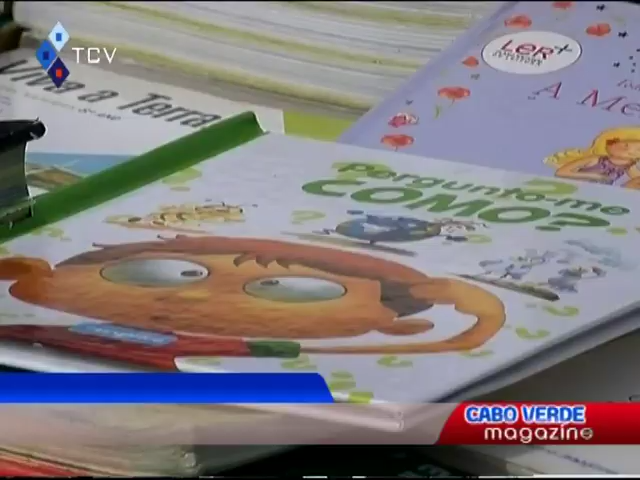 TCV
Viva a Terra
LER+
A Me
Pergunto-me
COMO?
CABO VERDE
magazine